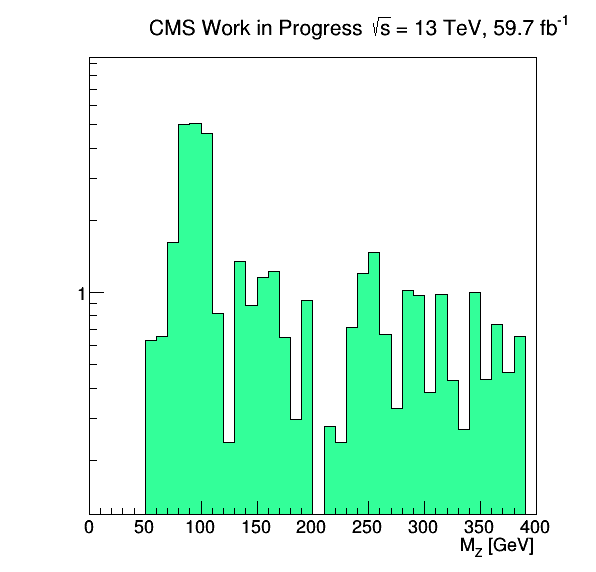 CMS Work in Progress √s = 13 TeV, 59.7 fb⁻¹
1
0 50 100 150 200 250 300 350 400
M_Z [GeV]